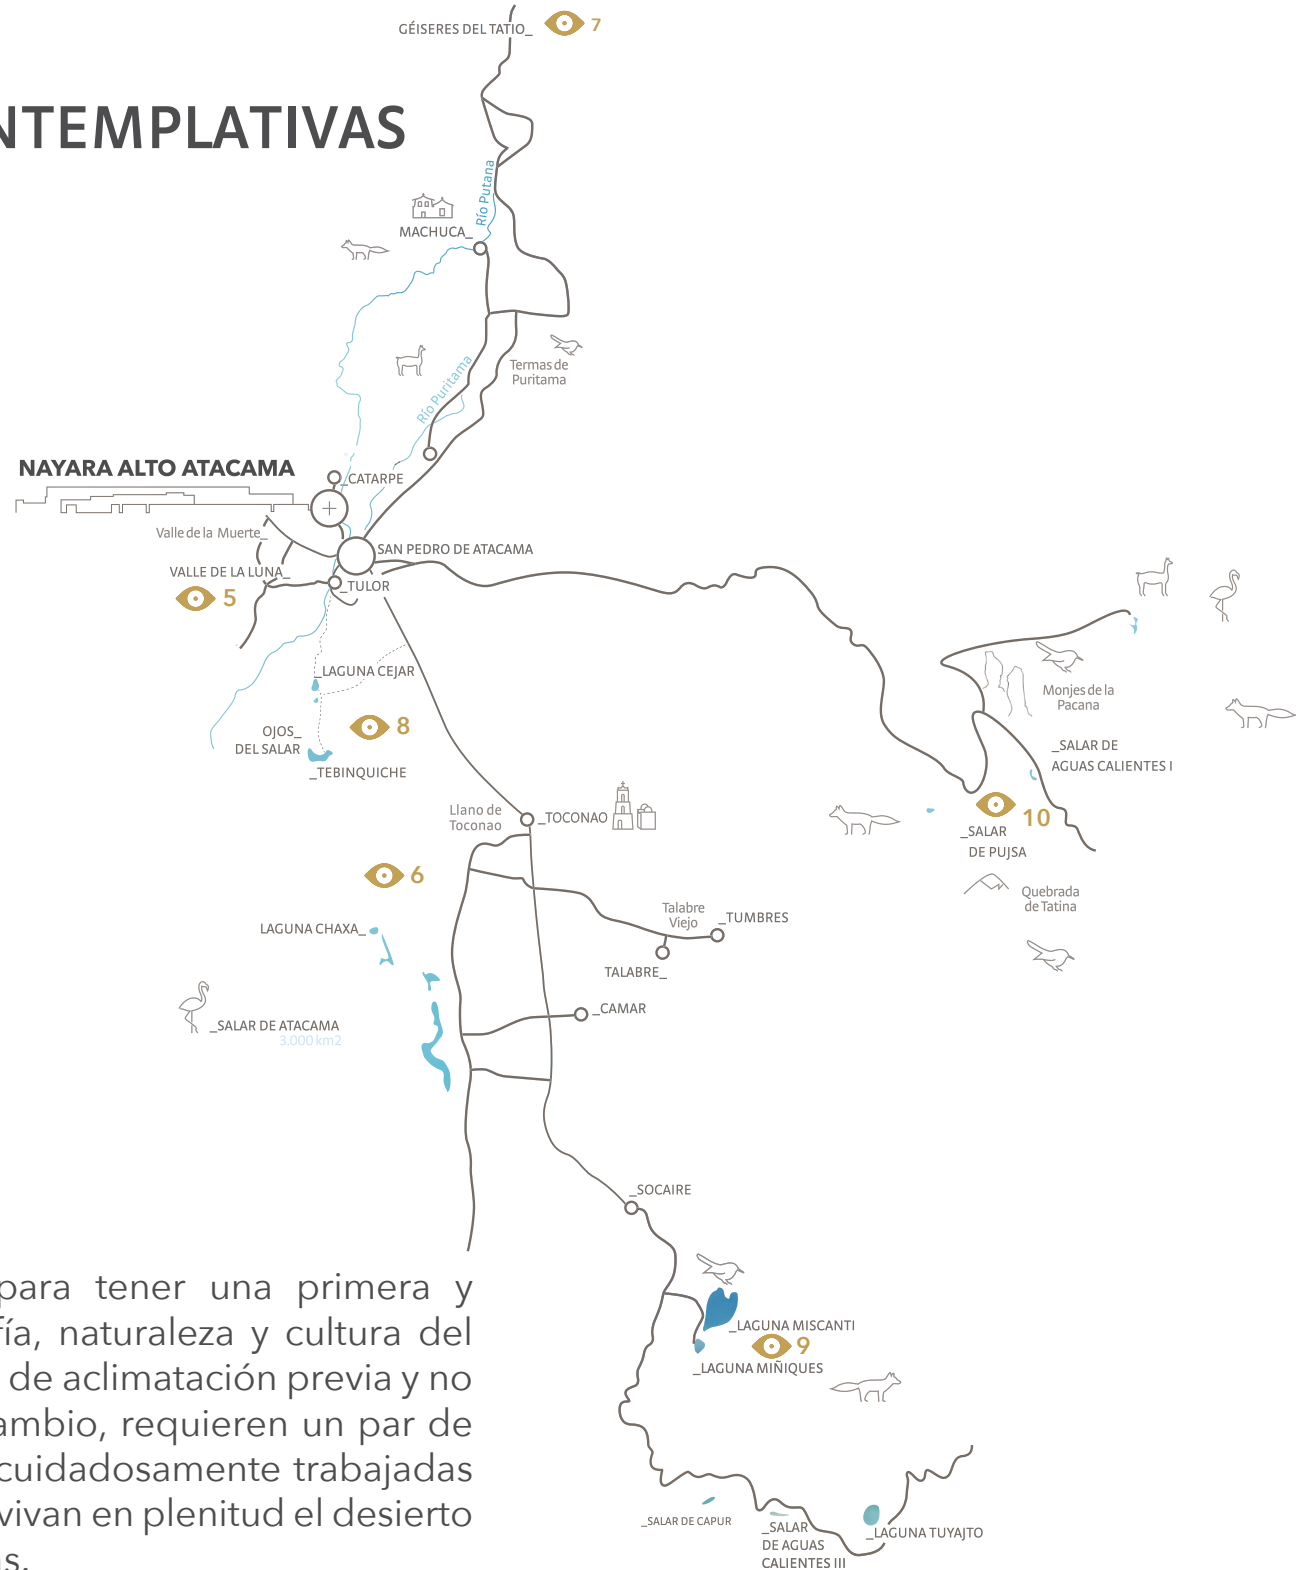 GÉISERES DEL TATIO_
7
NTEMPLATIVAS
Río Putana
MACHUCA_
Termas de
Puritama
Río Puritama
NAYARA ALTO ATACAMA
_CATARPE
Valle de la Muerte_
SAN PEDRO DE ATACAMA
VALLE DE LA LUNA_
_TULOR
5
_LAGUNA CEJAR
Monjes de la
Pacana
8
OJOS_
DEL SALAR
_TEBINQUICHE
_SALAR DE
AGUAS CALIENTES I
Llano de
Toconao
_TOCONAO
10
_SALAR
DE PUJSA
6
Quebrada
de Tatina
Talabre
Viejo
_TUMBRES
LAGUNA CHAXA_
TALABRE_
_CAMAR
_SALAR DE ATACAMA
3.000 km2
_SOCAIRE
para tener una primera y
fía, naturaleza y cultura del
de aclimatación previa y no
ambio, requieren un par de
cuidadosamente trabajadas
vivan en plenitud el desierto
as.
_LAGUNA MISCANTI
9
_LAGUNA MIÑIQUES
_SALAR DE CAPUR
_SALAR
DE AGUAS
CALIENTES III
_LAGUNA TUYAJTO